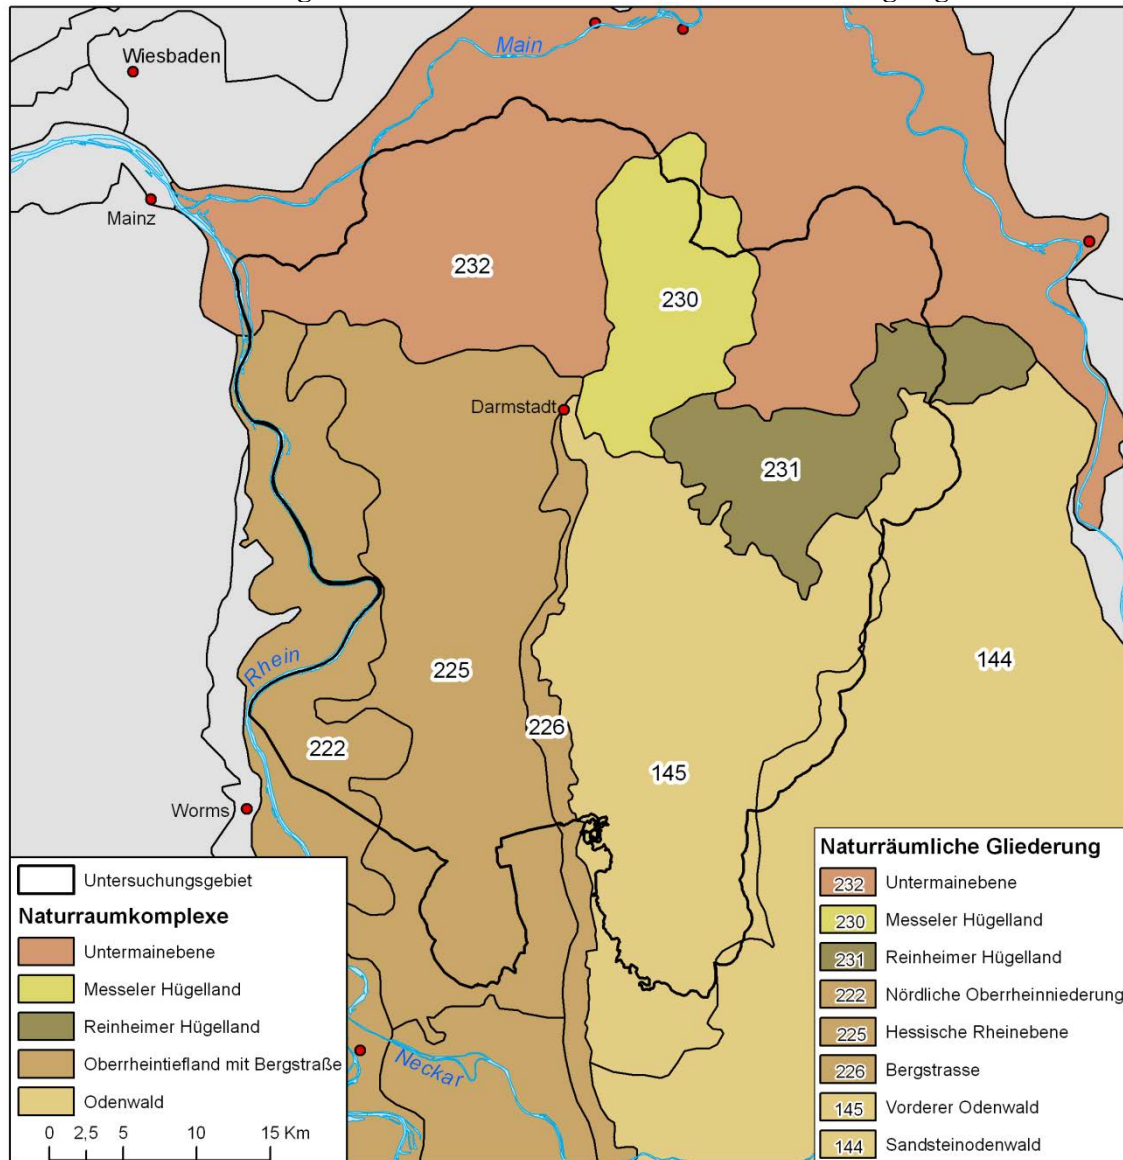 Main
Wiesbaden
Mainz
232
230
Darmstadt
231
Rhein
225
144
226
222
145
Worms
Neckar
Untersuchungsgebiet
Naturraumkomplexe
Untermainebene
Messeler Hügelland
Reinheimer Hügelland
Oberrheintiefland mit Bergstraße
Odenwald
0 2,5 5 10 15 Km
Naturräumliche Gliederung
232 Untermainebene
230 Messeler Hügelland
231 Reinheimer Hügelland
222 Nördliche Oberrheinniederung
225 Hessische Rheinebene
226 Bergstrasse
145 Vorderer Odenwald
144 Sandsteinodenwald